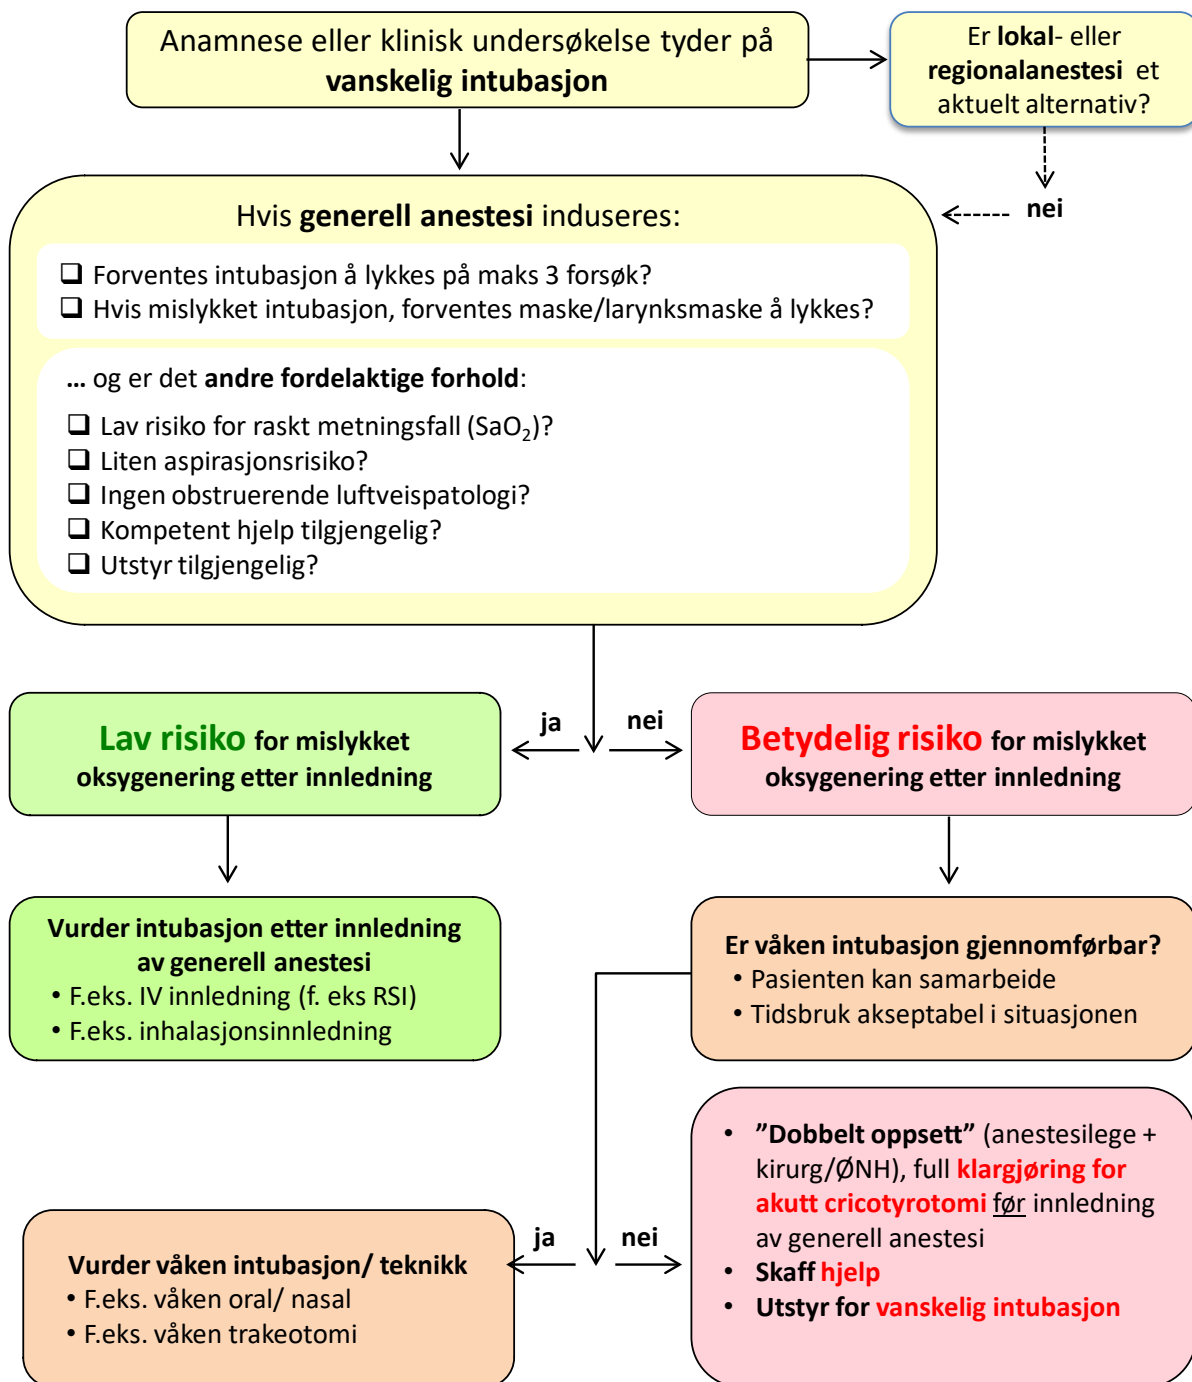 Anamnese eller klinisk undersøkelse tyder på
vanskelig intubasjon
Er lokal- eller
regionalanestesi et
aktuelt alternativ?
nei
Hvis generell anestesi induseres:
❑ Forventes intubasjon å lykkes på maks 3 forsøk?
❑ Hvis mislykket intubasjon, forventes maske/larynksmaske å lykkes?
... og er det andre fordelaktige forhold:
❑ Lav risiko for raskt metningsfall (SaO₂)?
❑ Liten aspirasjonsrisiko?
❑ Ingen obstruerende luftveispatologi?
❑ Kompetent hjelp tilgjengelig?
❑ Utstyr tilgjengelig?
ja
nei
Lav risiko for mislykket
oksygenering etter innledning
Betydelig risiko for mislykket
oksygenering etter innledning
Vurder intubasjon etter innledning
av generell anestesi
• F.eks. IV innledning (f. eks RSI)
• F.eks. inhalasjonsinnledning
Er våken intubasjon gjennomførbar?
• Pasienten kan samarbeide
• Tidsbruk akseptabel i situasjonen
ja
nei
Vurder våken intubasjon/ teknikk
• F.eks. våken oral/ nasal
• F.eks. våken trakeotomi
• ”Dobbelt oppsett” (anestesilege +
kirurg/ØNH), full klargjøring for
akutt cricotyrotomi før innledning
av generell anestesi
• Skaff hjelp
• Utstyr for vanskelig intubasjon